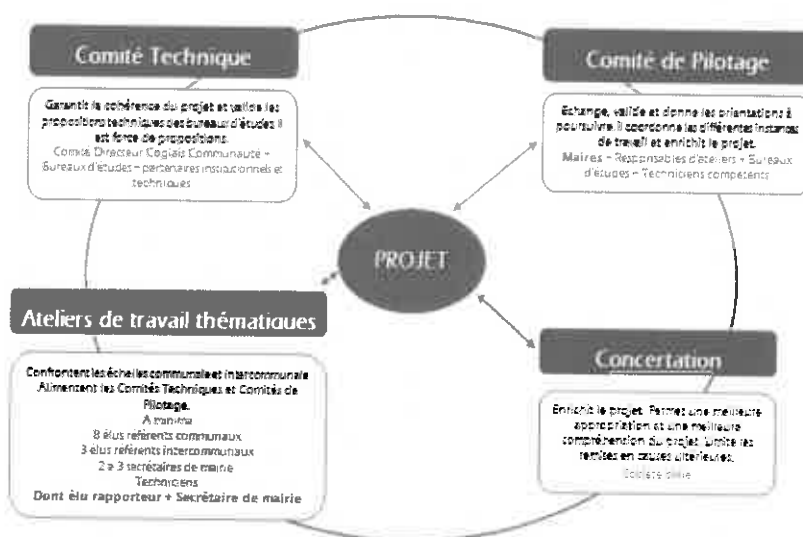 Comité Technique
Garantit la cohérence du projet et valide les
propositions techniques des bureaux d'études. Il
est force de propositions.
Comité Directeur Coglais Communauté –
Bureaux d'études – partenaires institutionnels et
techniques
Comité de Pilotage
Echange, valide et donne les orientations à
poursuivre. Il coordonne les différentes instances
de travail et enrichit le projet.
Maires – Responsables d'ateliers + Bureaux
d'études – Techniciens compétents
PROJET
Ateliers de travail thématiques
Confrontent les échelles communale et intercommunale
Alimentent les Comités Techniques et Comités de
Pilotage.
A minima
8 élus référents communaux
3 élus référents intercommunaux
2 à 3 secrétaires de mairie
Techniciens
Dont élu rapporteur + Secrétaire de mairie
Concertation
Enrichit le projet. Permet une meilleure
appropriation et une meilleure
compréhension du projet. Limite les
remises en causes ultérieures.
Société civile